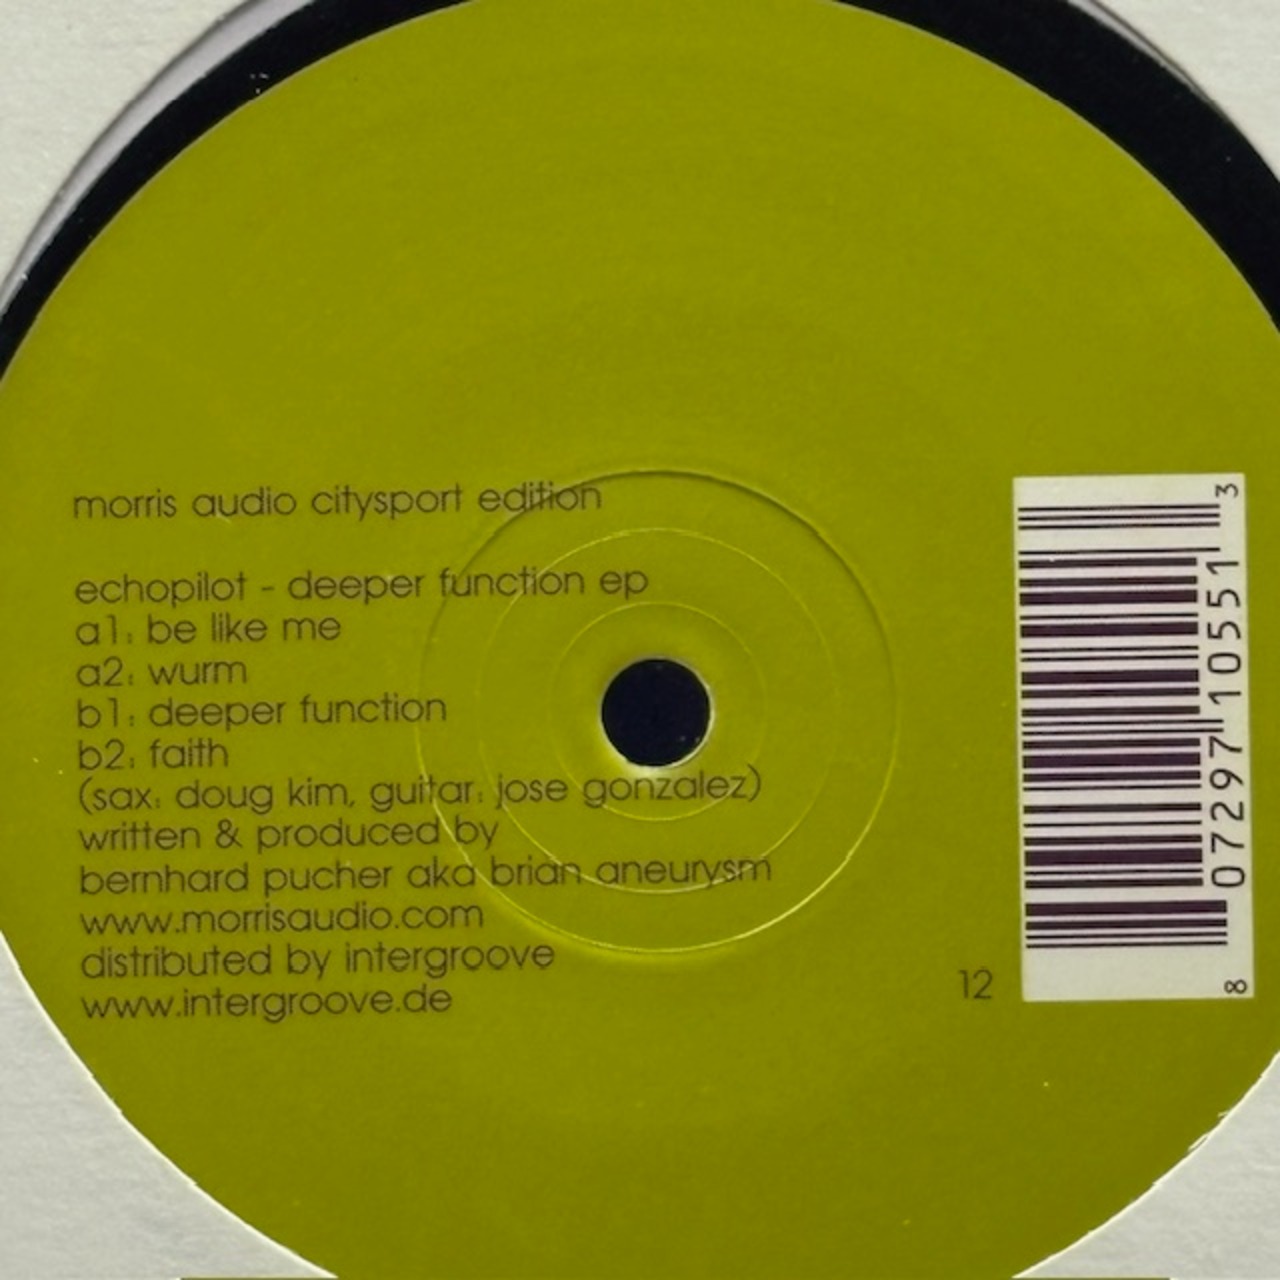 morris audio citysport edition
echopilot - deeper function ep
a1: be like me
a2: wurm
b1: deeper function
b2: faith
(sax: doug kim, guitar: jose gonzalez)
written & produced by
bernhard pucher aka brian aneurysm
www.morrisaudio.com
distributed by intergroove
www.intergroove.de
12
8 07297 10551 3